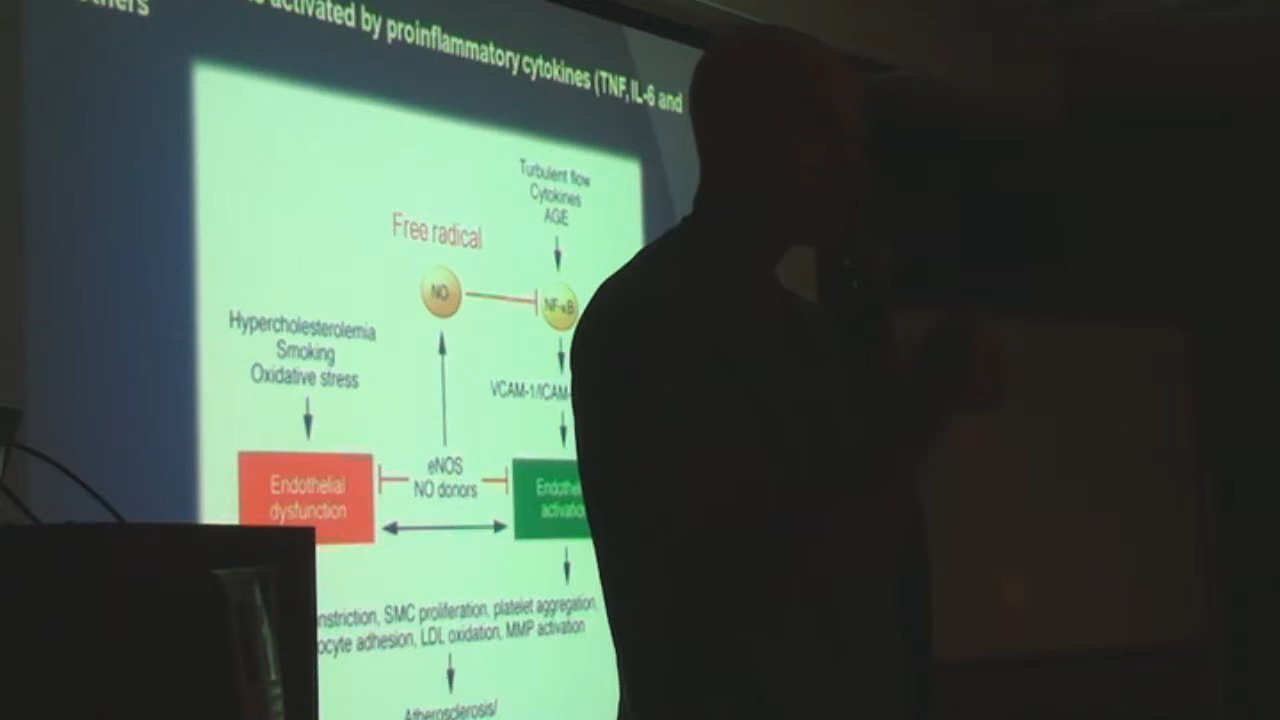 activated by proinflammatory cytokines (TNF, IL-6 and
others
Turbulent flow
Cytokines
AGE
Free radical
NO
NF-κB
Hypercholesterolemia
Smoking
Oxidative stress
VCAM-1/ICAM-
eNOS
NO donors
Endothelial
dysfunction
Endothe
activatio
nstriction, SMC proliferation, platelet aggregation,
ocyte adhesion, LDL oxidation, MMP activation
Atherosclerosis/